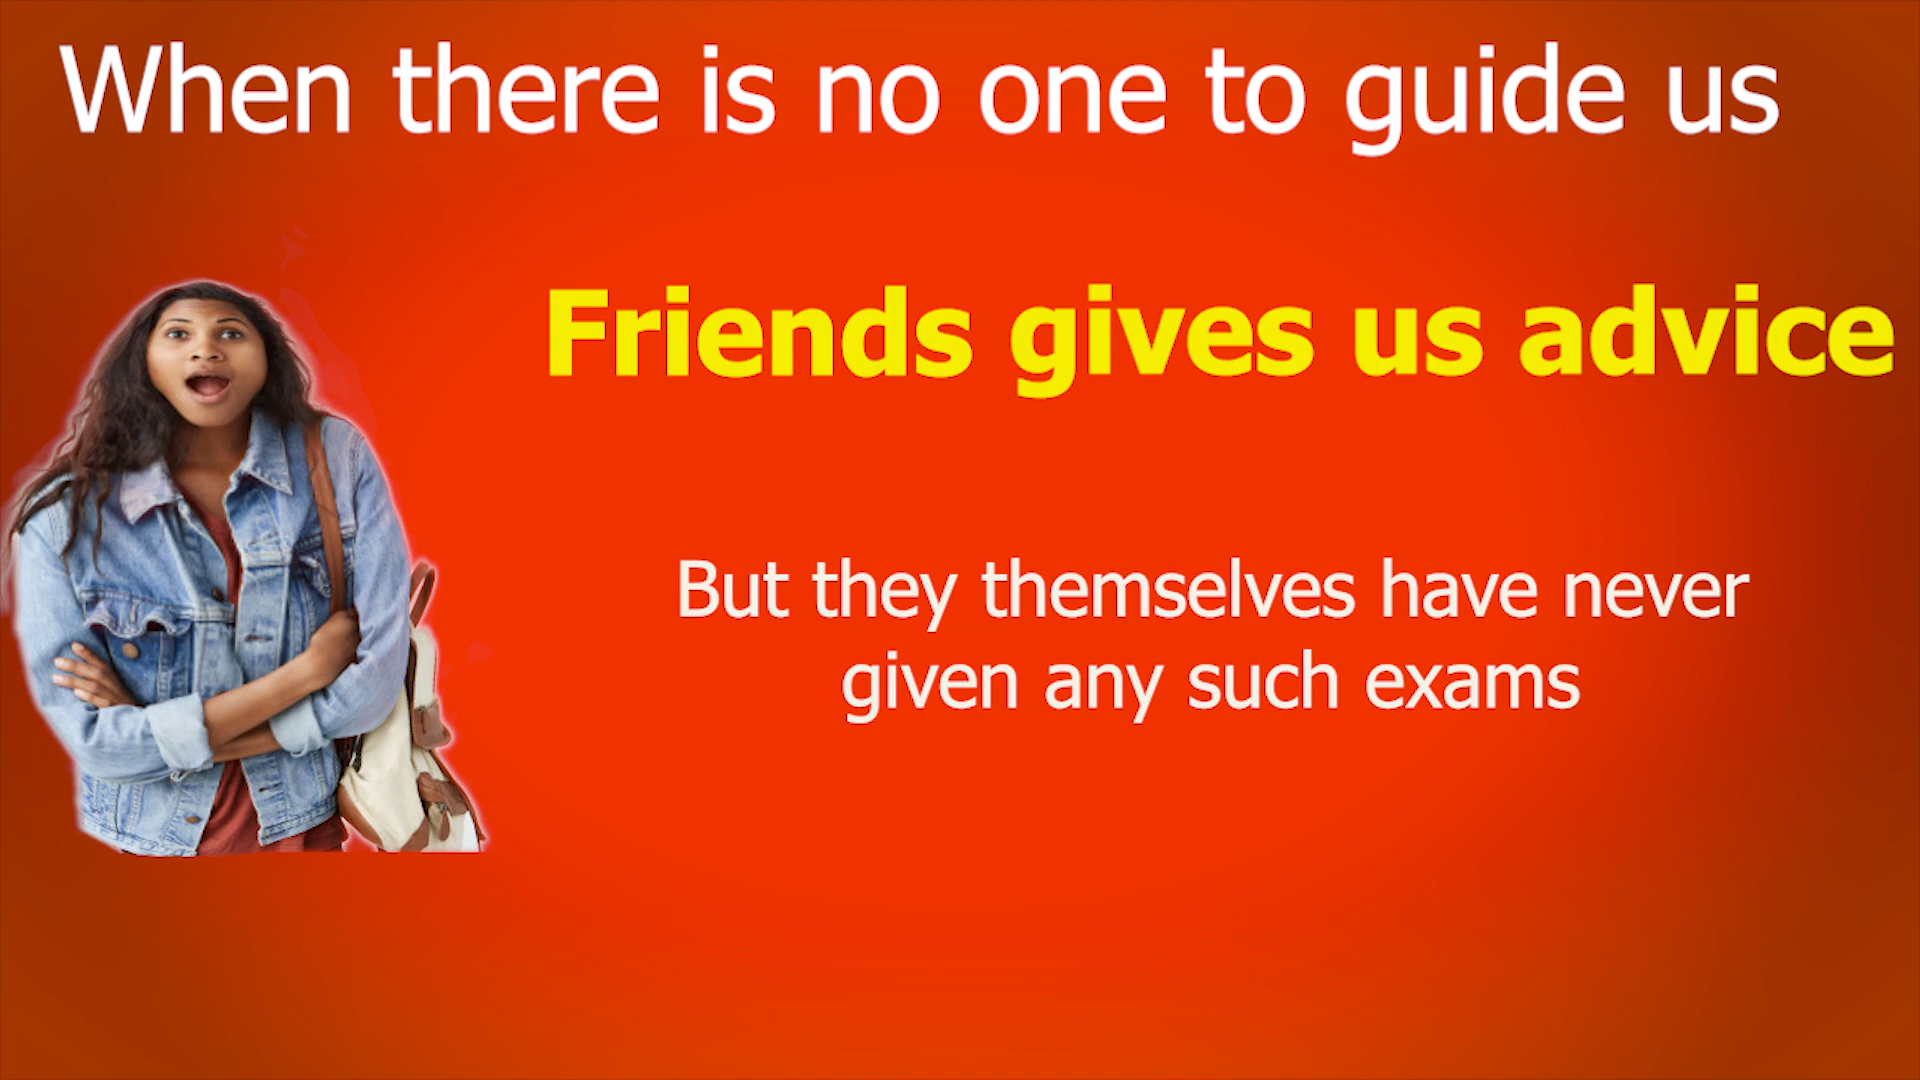 When there is no one to guide us
Friends gives us advice
But they themselves have never
given any such exams